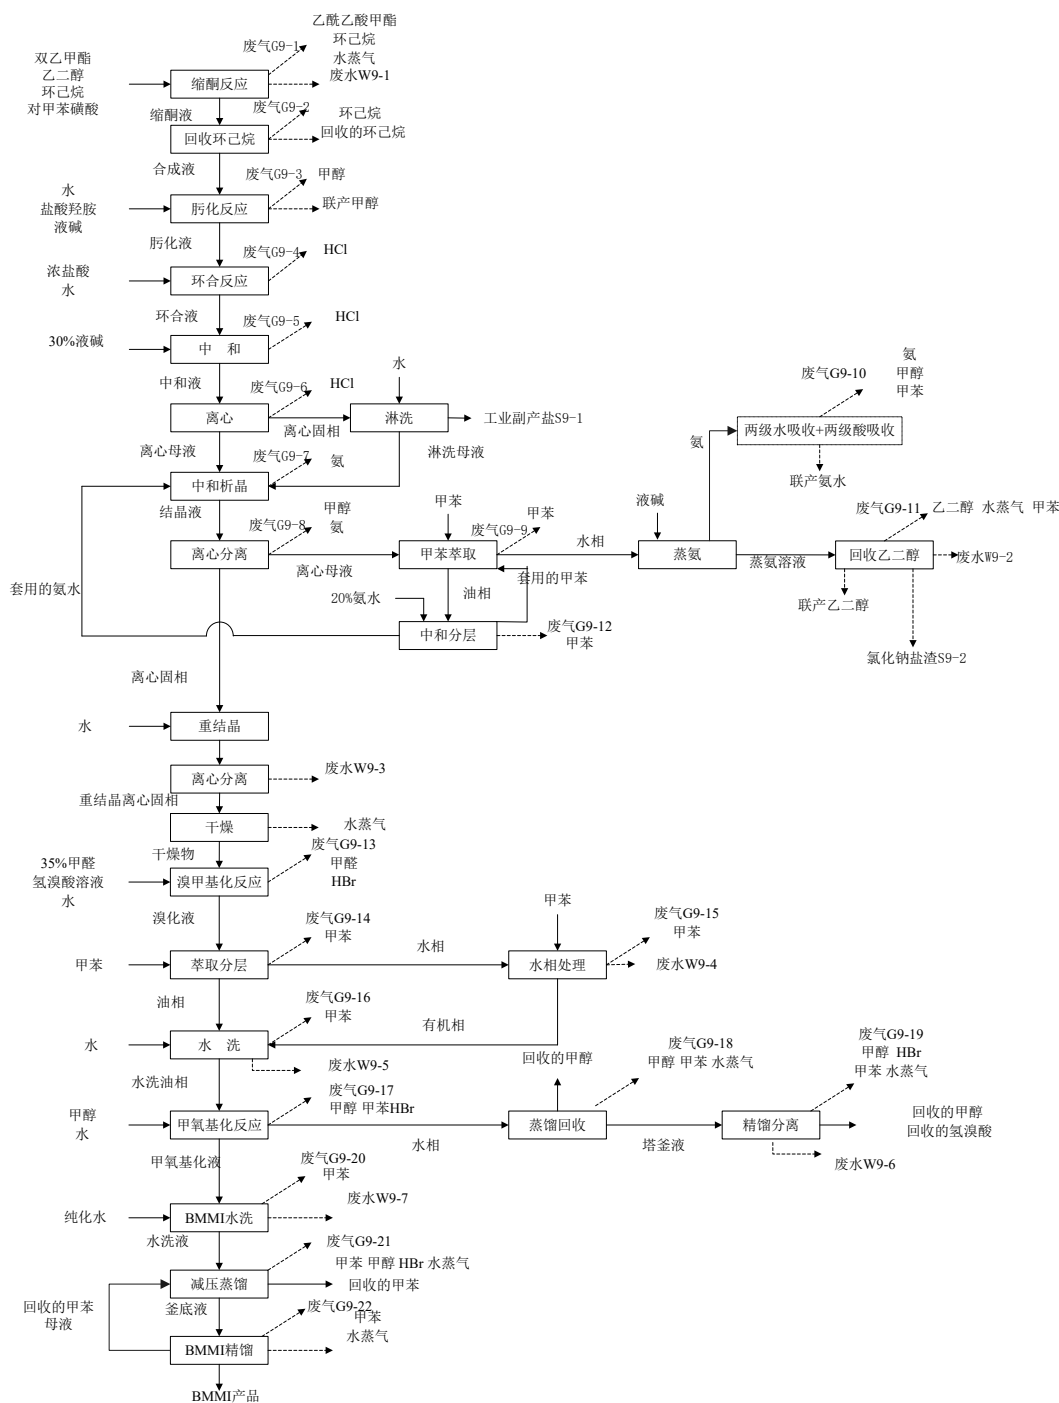 乙酰乙酸甲酯
环己烷
水蒸气
废气G9-1
废水W9-1
双乙甲酯
乙二醇
环己烷
对甲苯磺酸
缩酮反应
缩酮液
废气G9-2
环己烷
回收的环己烷
回收环己烷
合成液
废气G9-3
甲醇
联产甲醇
水
盐酸羟胺
液碱
肟化反应
肟化液
废气G9-4
HCl
浓盐酸
水
环合反应
环合液
废气G9-5
HCl
30%液碱
中 和
中和液
废气G9-6
HCl
水
离心
离心固相
淋洗
工业副产盐S9-1
离心母液
废气G9-7
氨
淋洗母液
中和析晶
结晶液
废气G9-8
甲醇
氨
甲苯
废气G9-9
甲苯
离心分离
离心母液
甲苯萃取
水相
液碱
蒸氨
氨
废气G9-10
氨
甲醇
甲苯
两级水吸收+两级酸吸收
联产氨水
蒸氨溶液
废气G9-11
乙二醇 水蒸气 甲苯
回收乙二醇
废水W9-2
联产乙二醇
氯化钠盐渣S9-2
套用的氨水
套用的甲苯
油相
20%氨水
中和分层
废气G9-12
甲苯
离心固相
水
重结晶
离心分离
废水W9-3
重结晶离心固相
干燥
水蒸气
干燥物
废气G9-13
甲醛
HBr
35%甲醛
氢溴酸溶液
水
溴甲基化反应
溴化液
废气G9-14
甲苯
甲苯
萃取分层
水相
甲苯
水相处理
废气G9-15
甲苯
废水W9-4
油相
废气G9-16
甲苯
有机相
水
水 洗
废水W9-5
水洗油相
废气G9-17
甲醇 甲苯HBr
甲醇
水
甲氧基化反应
水相
回收的甲醇
蒸馏回收
废气G9-18
甲醇 甲苯 水蒸气
塔釜液
精馏分离
废气G9-19
甲醇 HBr
甲苯 水蒸气
回收的甲醇
回收的氢溴酸
废水W9-6
甲氧基化液
废气G9-20
甲苯
废水W9-7
纯化水
BMMI水洗
水洗液
废气G9-21
甲苯 甲醇 HBr 水蒸气
减压蒸馏
回收的甲苯
回收的甲苯
母液
釜底液
废气G9-22
甲苯
水蒸气
BMMI精馏
BMMI产品